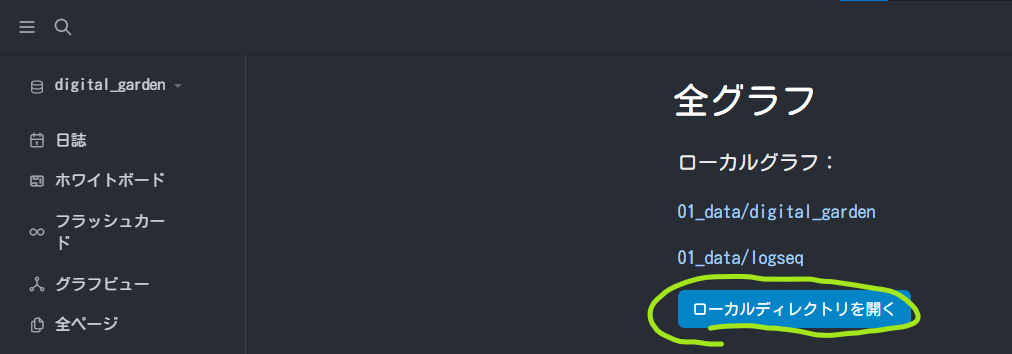 digital_garden
日誌
ホワイトボード
フラッシュカー
ド
グラフビュー
全ページ
全グラフ
ローカルグラフ：
01_data/digital_garden
01_data/logseq
ローカルディレクトリを開く